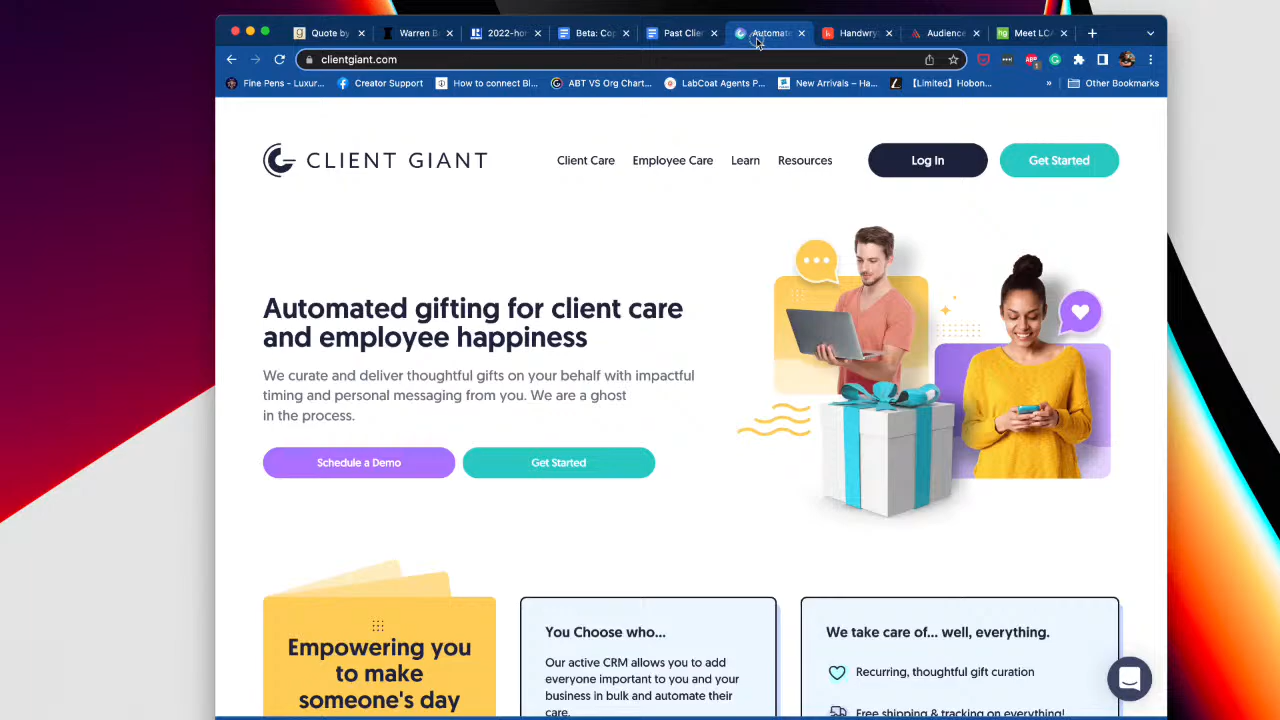 Quote by
Warren B
2022-hor
Beta: Co
Past Clie
Automate
Handwry
Audience
Meet LCA
clientgiant.com
Fine Pens - Luxur...
Creator Support
How to connect Bl...
ABT VS Org Chart...
LabCoat Agents P...
New Arrivals – Ha...
【Limited】Hobon...
»
Other Bookmarks
CLIENT GIANT
Client Care
Employee Care
Learn
Resources
Log In
Get Started
Automated gifting for client care
and employee happiness
We curate and deliver thoughtful gifts on your behalf with impactful
timing and personal messaging from you. We are a ghost
in the process.
Schedule a Demo
Get Started
Empowering you
to make
someone's day
You Choose who...
Our active CRM allows you to add
everyone important to you and your
business in bulk and automate their
care.
We take care of... well, everything.
Recurring, thoughtful gift curation
Free shipping & tracking on everything!